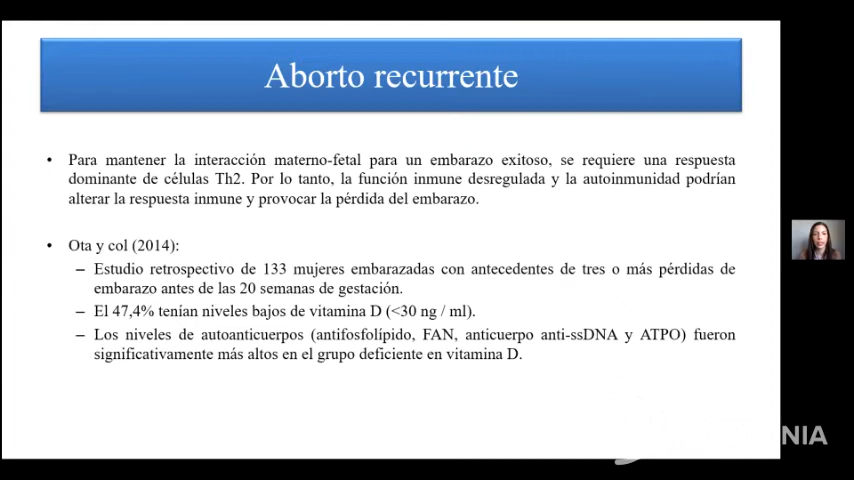 Aborto recurrente
• Para mantener la interacción materno-fetal para un embarazo exitoso, se requiere una respuesta
dominante de células Th2. Por lo tanto, la función inmune desregulada y la autoinmunidad podrían
alterar la respuesta inmune y provocar la pérdida del embarazo.
• Ota y col (2014):
– Estudio retrospectivo de 133 mujeres embarazadas con antecedentes de tres o más pérdidas de
embarazo antes de las 20 semanas de gestación.
– El 47,4% tenían niveles bajos de vitamina D (<30 ng / ml).
– Los niveles de autoanticuerpos (antifosfolípido, FAN, anticuerpo anti-ssDNA y ATPO) fueron
significativamente más altos en el grupo deficiente en vitamina D.
NIA